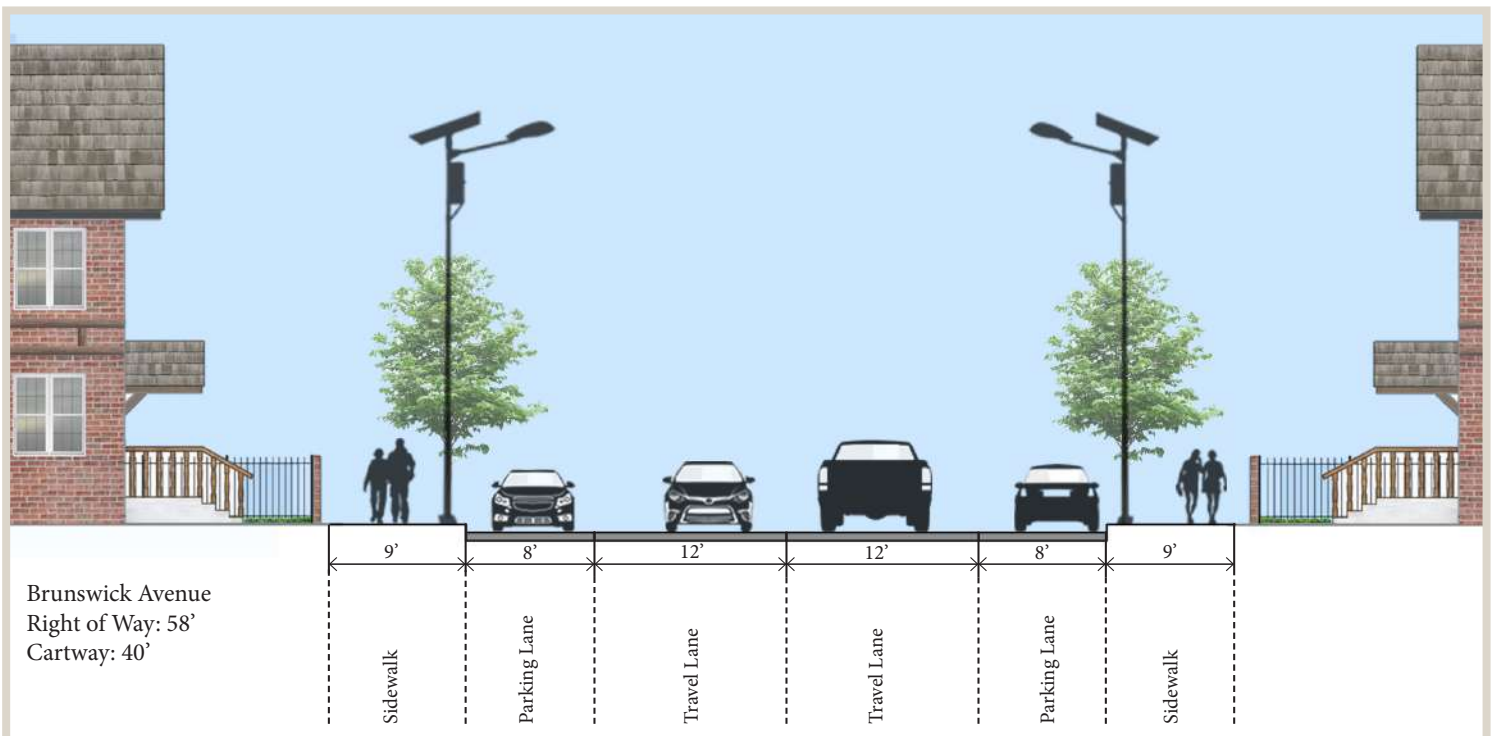 9’ 8’ 12’ 12’ 8’ 9’
Brunswick Avenue
Right of Way: 58’
Cartway: 40’
Sidewalk
Parking Lane
Travel Lane
Travel Lane
Parking Lane
Sidewalk